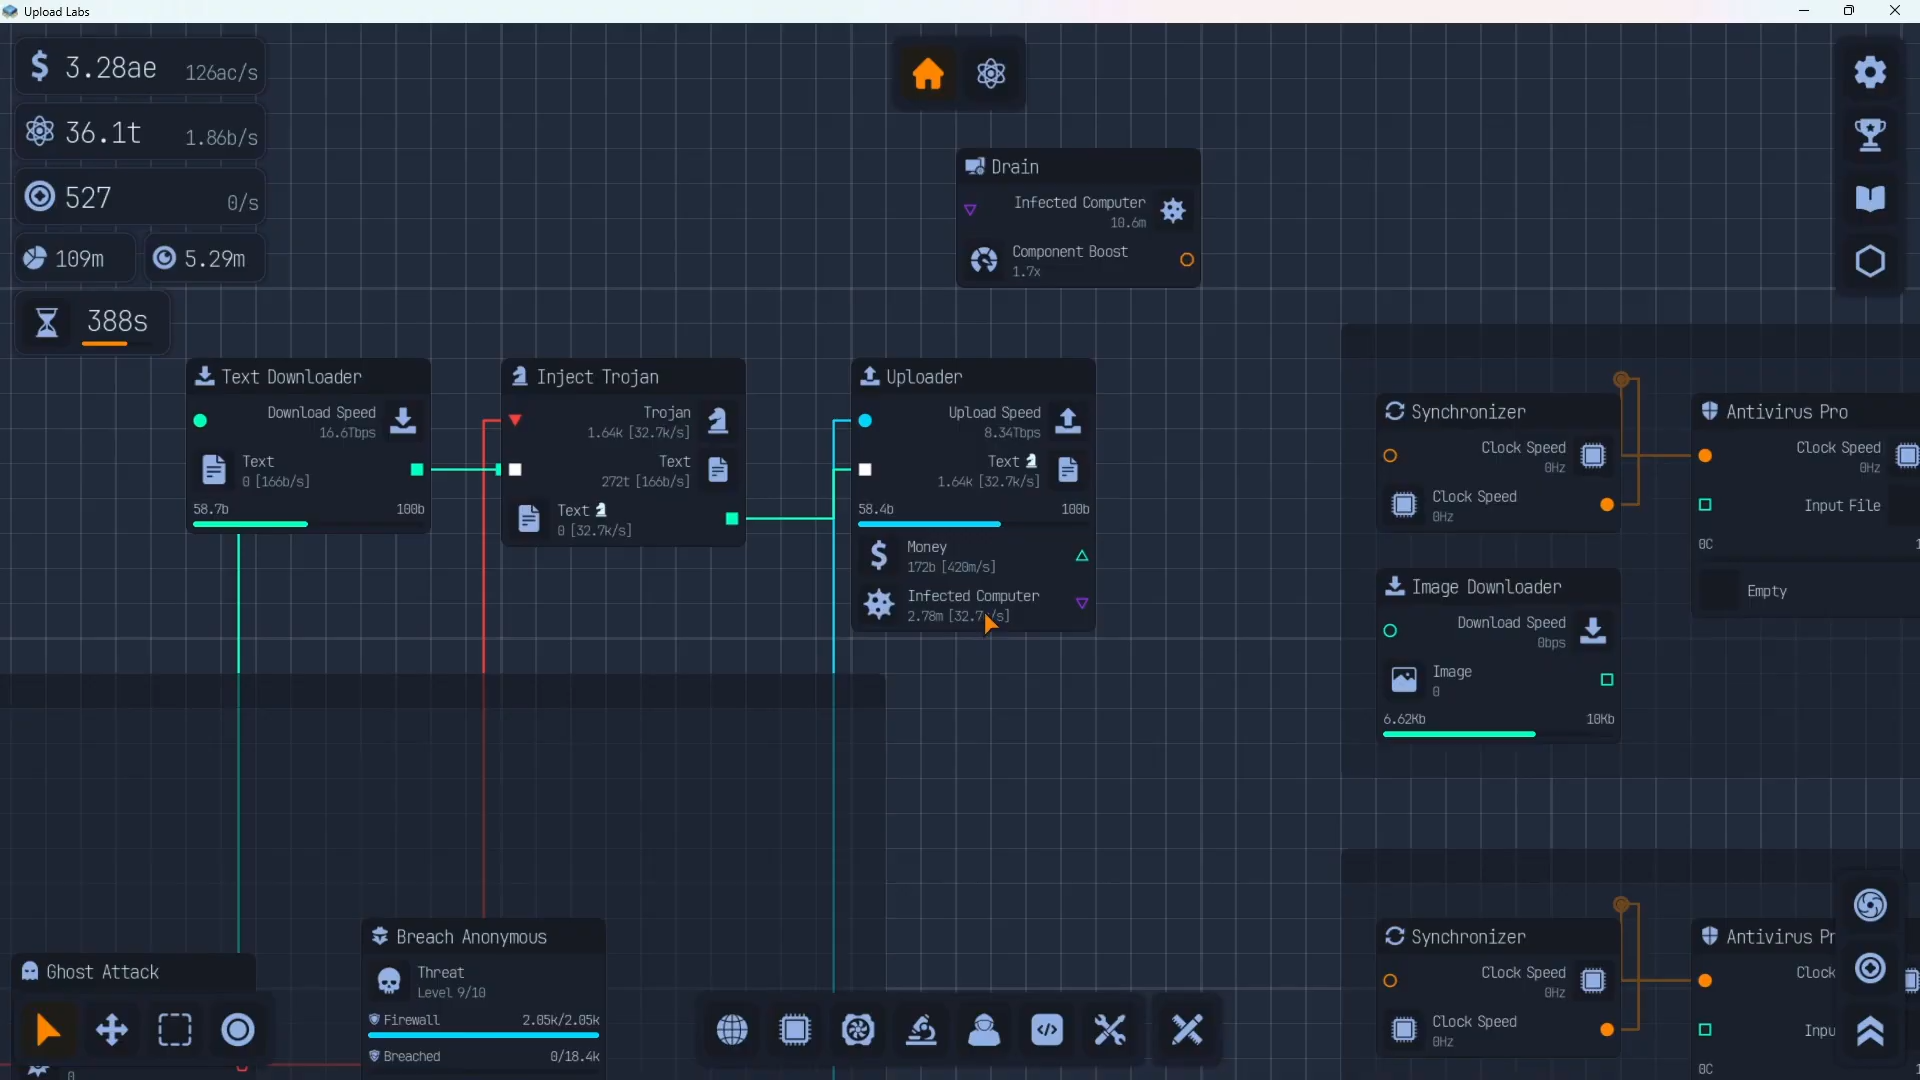 Upload Labs
$ 3.28ae 126ac/s
36.1t 1.86b/s
527 0/s
109m 5.29m
388s
Drain
Infected Computer
10.6m
Component Boost
1.7x
Text Downloader
Download Speed
16.6Tbps
Text
0 [166b/s]
58.7b 100b
Inject Trojan
Trojan
1.64k [32.7k/s]
Text
272t [166b/s]
Text
0 [32.7k/s]
Uploader
Upload Speed
8.34Tbps
Text
1.64k [32.7k/s]
58.4b 100b
Money
172b [420m/s]
Infected Computer
2.78m [32.7k/s]
Synchronizer
Clock Speed
0Hz
Clock Speed
0Hz
Antivirus Pro
Clock Speed
0Hz
Input File
0C
Empty
Image Downloader
Download Speed
0bps
Image
0
6.62Kb 10Kb
Ghost Attack
0
Breach Anonymous
Threat
Level 9/10
Firewall 2.05k/2.05k
Breached 0/18.4k
Synchronizer
Clock Speed
0Hz
Clock Speed
0Hz
Antivirus Pr
Clock
Inpu
0C